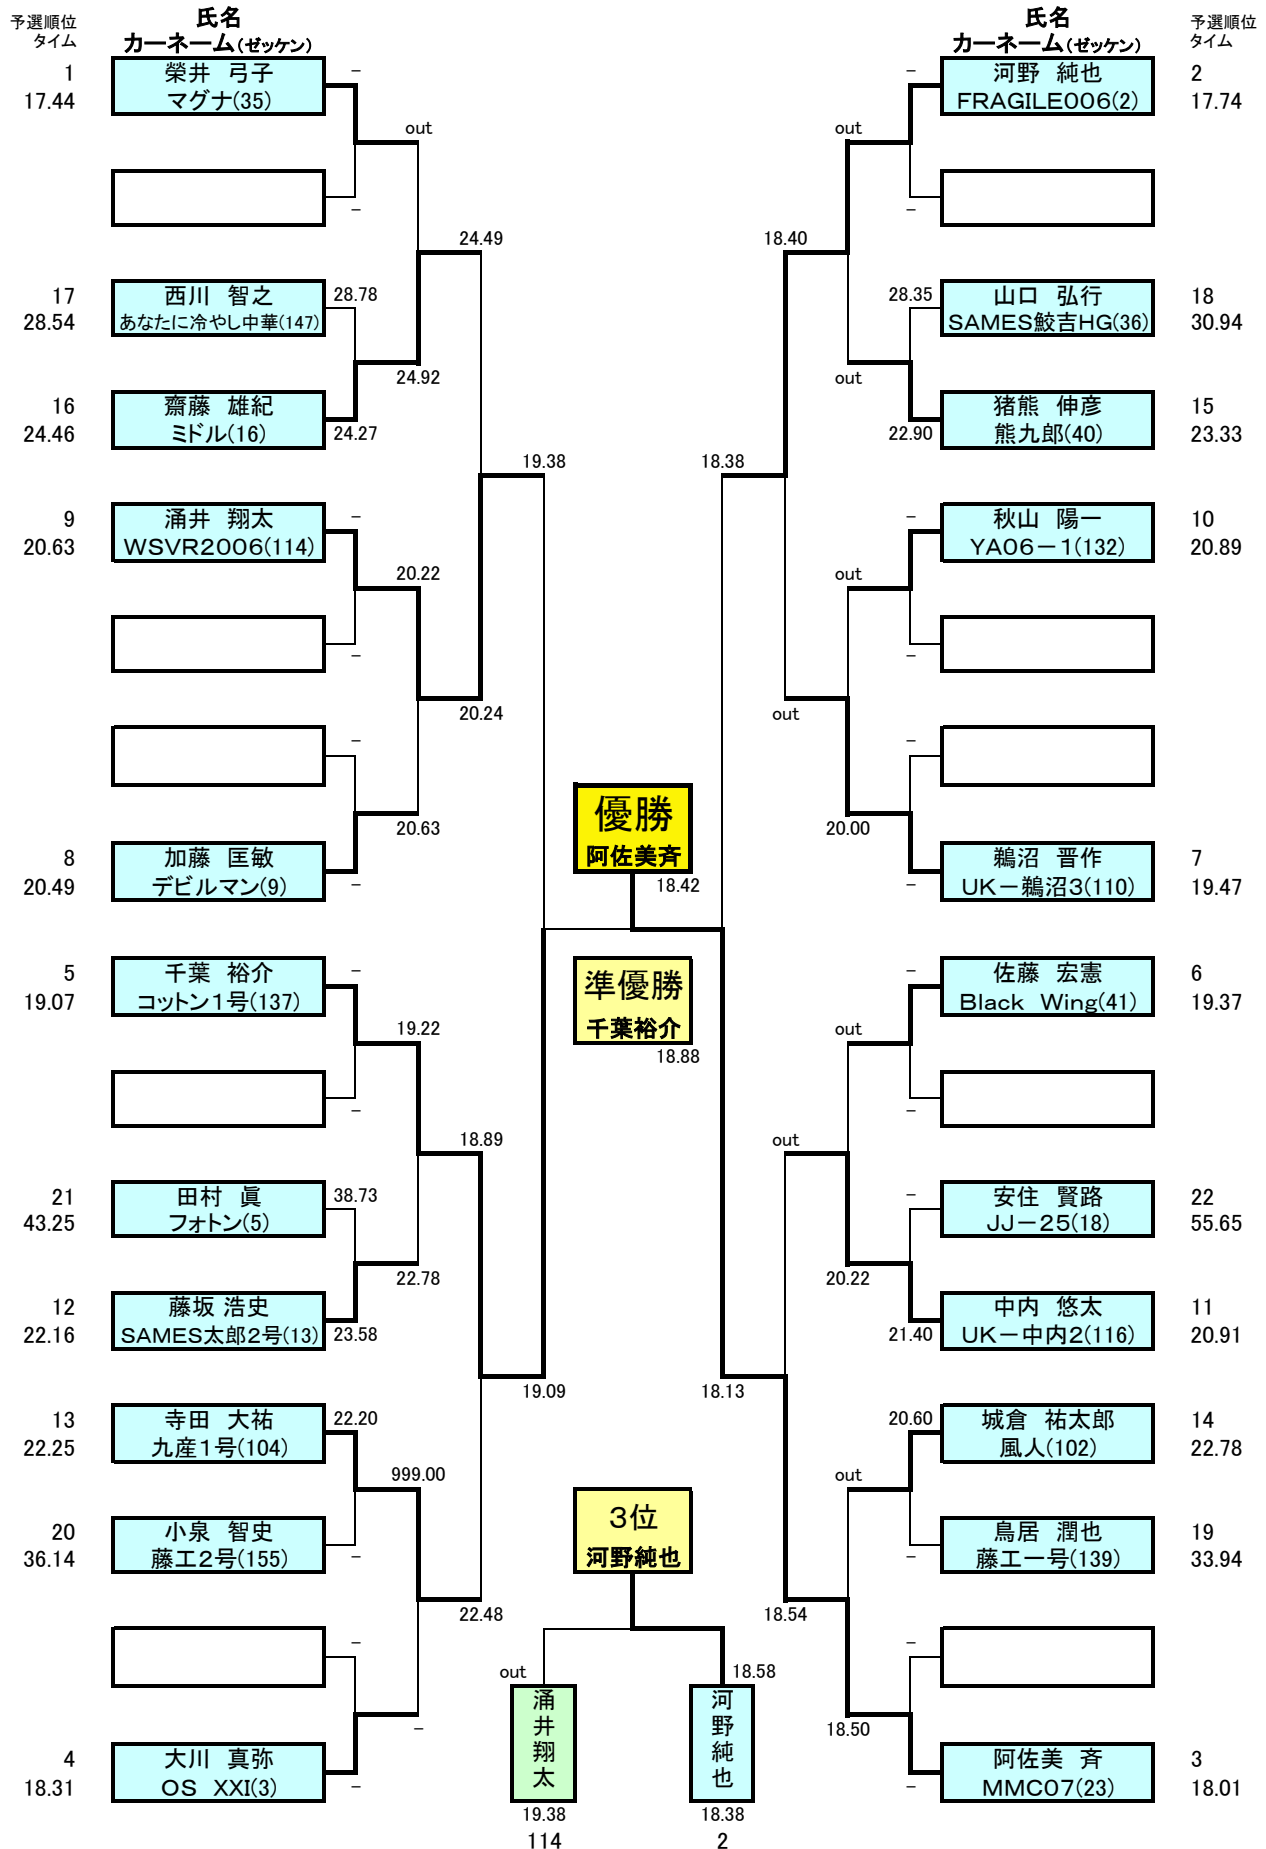 予選順位
タイム
氏名
カーネーム(ゼッケン)
1
17.44
榮井 弓子
マグナ(35)
–
out
–
24.49
17
28.54
西川 智之
あなたに冷やし中華(147)
28.78
24.92
16
24.46
齋藤 雄紀
ミドル(16)
24.27
19.38
9
20.63
涌井 翔太
WSVR2006(114)
–
20.22
–
20.24
–
20.63
8
20.49
加藤 匡敏
デビルマン(9)
–
5
19.07
千葉 裕介
コットン1号(137)
–
19.22
–
18.89
21
43.25
田村 眞
フォトン(5)
38.73
22.78
12
22.16
藤坂 浩史
SAMES太郎2号(13)
23.58
19.09
13
22.25
寺田 大祐
九産1号(104)
22.20
999.00
20
36.14
小泉 智史
藤工2号(155)
–
22.48
–
–
4
18.31
大川 真弥
OS XXI(3)
–
優勝
阿佐美斉
18.42
準優勝
千葉裕介
18.88
3位
河野純也
out
18.58
涌井翔太
河野純也
19.38
18.38
114
2
氏名
カーネーム(ゼッケン)
予選順位
タイム
–
河野 純也
FRAGILE006(2)
2
17.74
out
–
18.40
28.35
山口 弘行
SAMES鮫吉HG(36)
18
30.94
out
22.90
猪熊 伸彦
熊九郎(40)
15
23.33
18.38
–
秋山 陽一
YA06－1(132)
10
20.89
out
–
out
–
20.00
–
鵜沼 晋作
UK－鵜沼3(110)
7
19.47
–
佐藤 宏憲
Black Wing(41)
6
19.37
out
–
out
–
安住 賢路
JJ－25(18)
22
55.65
20.22
21.40
中内 悠太
UK－中内2(116)
11
20.91
18.13
20.60
城倉 祐太郎
風人(102)
14
22.78
out
–
鳥居 潤也
藤工一号(139)
19
33.94
18.54
–
18.50
–
阿佐美 斉
MMC07(23)
3
18.01